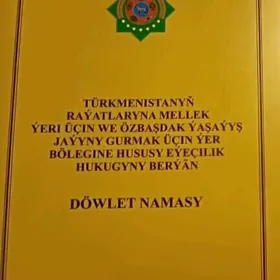 TÜRKMENISTANYŇ
RAÝATLARYNA MELLEK
ÝERI ÜÇIN WE ÖZBAŞDAK ÝAŞAÝYŞ
JAÝYNY GURMAK ÜÇIN ÝER
BÖLEGINE HUSUSY EÝEÇILIK
HUKUGYNY BERÝÄN
DÖWLET NAMASY